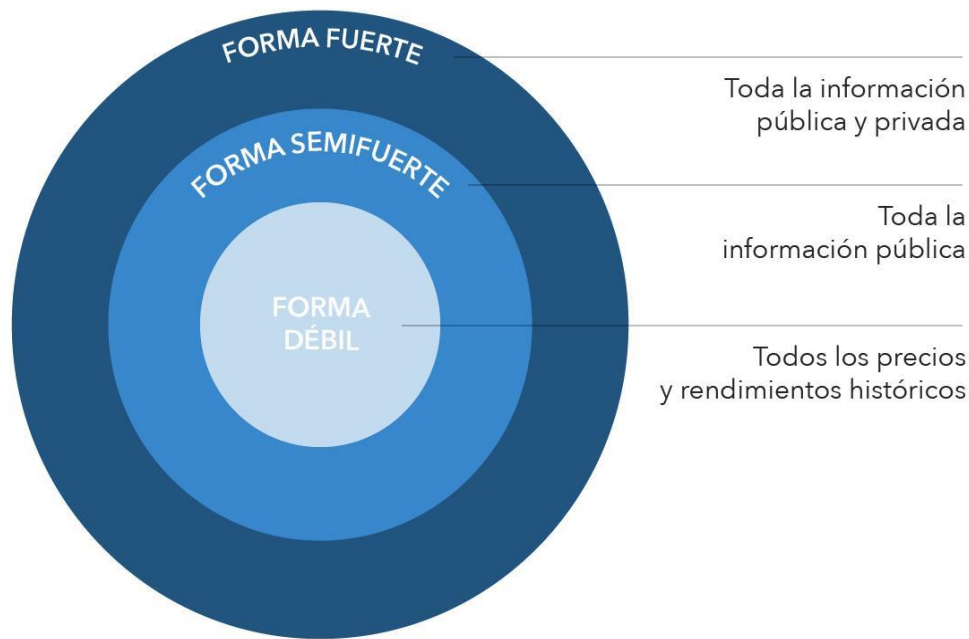 FORMA FUERTE
Toda la información
pública y privada
FORMA SEMIFUERTE
Toda la
información pública
FORMA
DÉBIL
Todos los precios
y rendimientos históricos